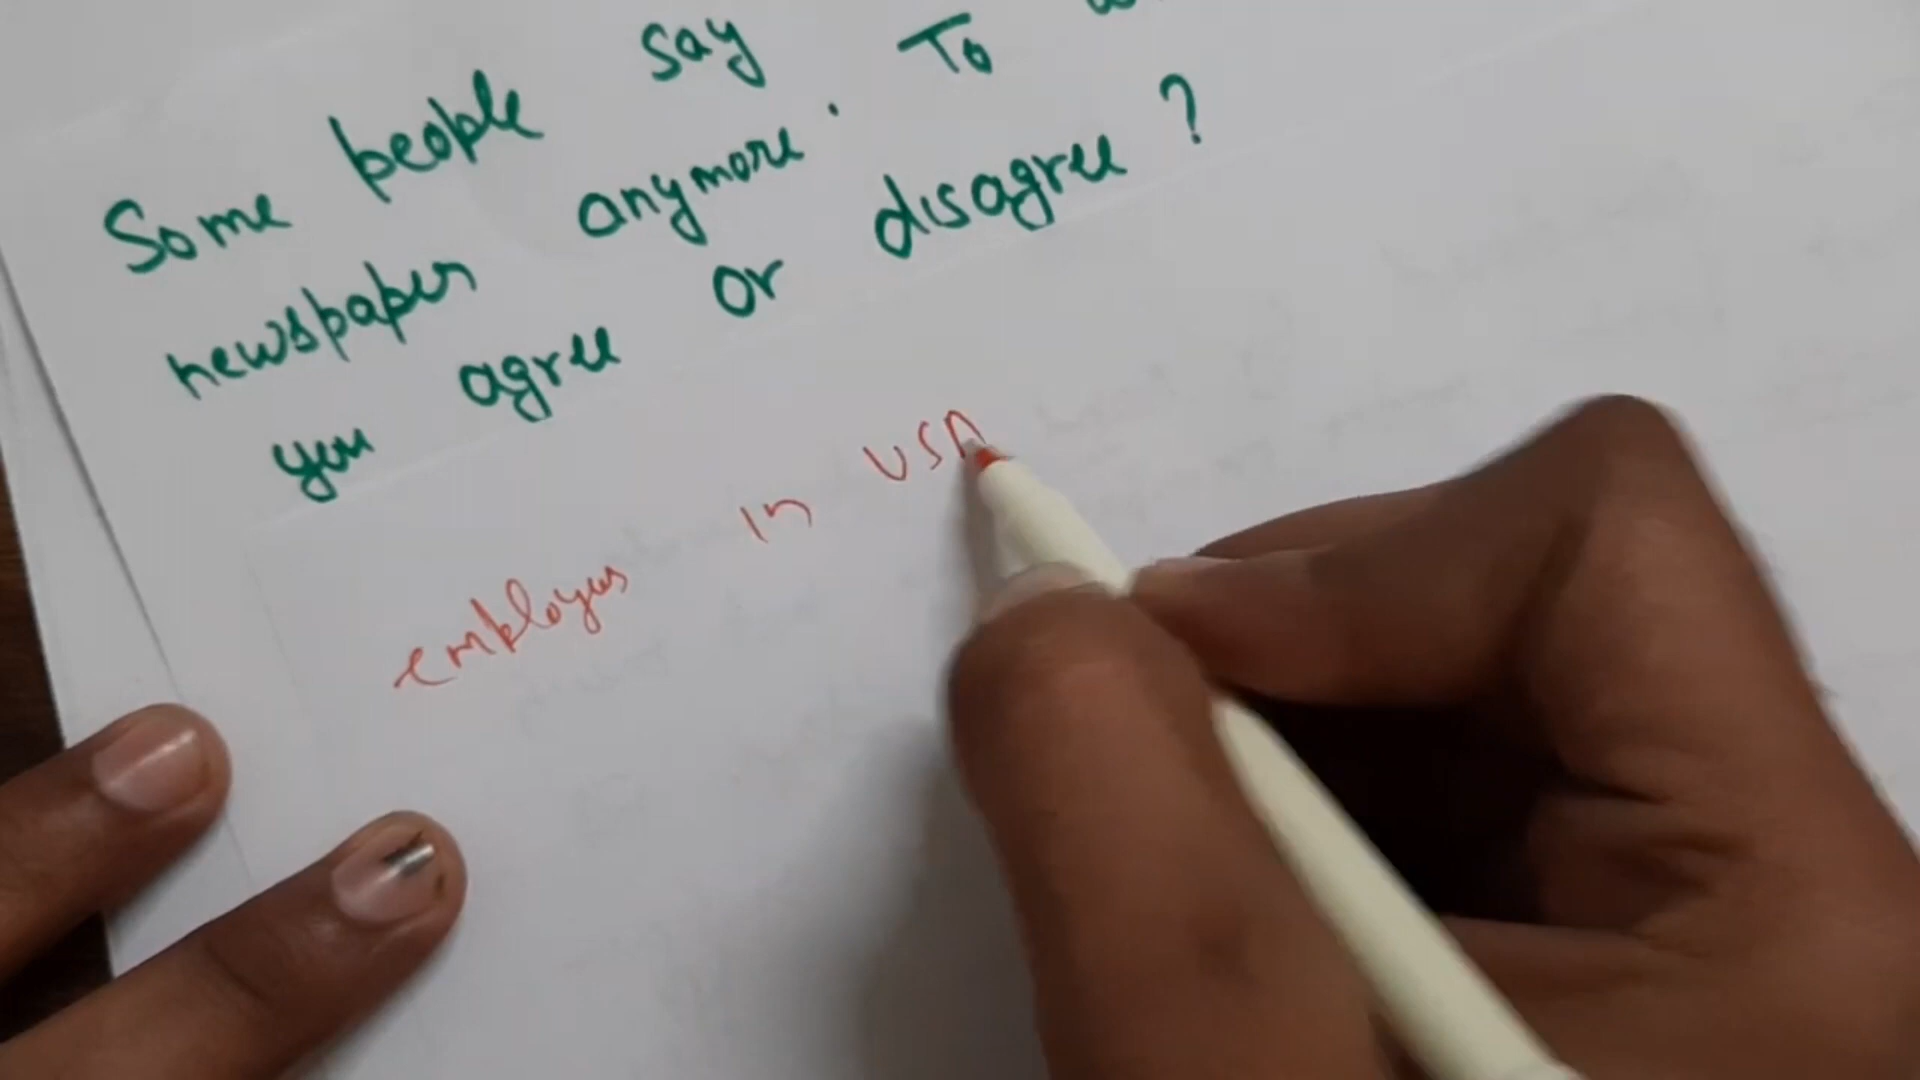 Some people say
newspaper anymore. To
you agree or disagree?
employees in USA